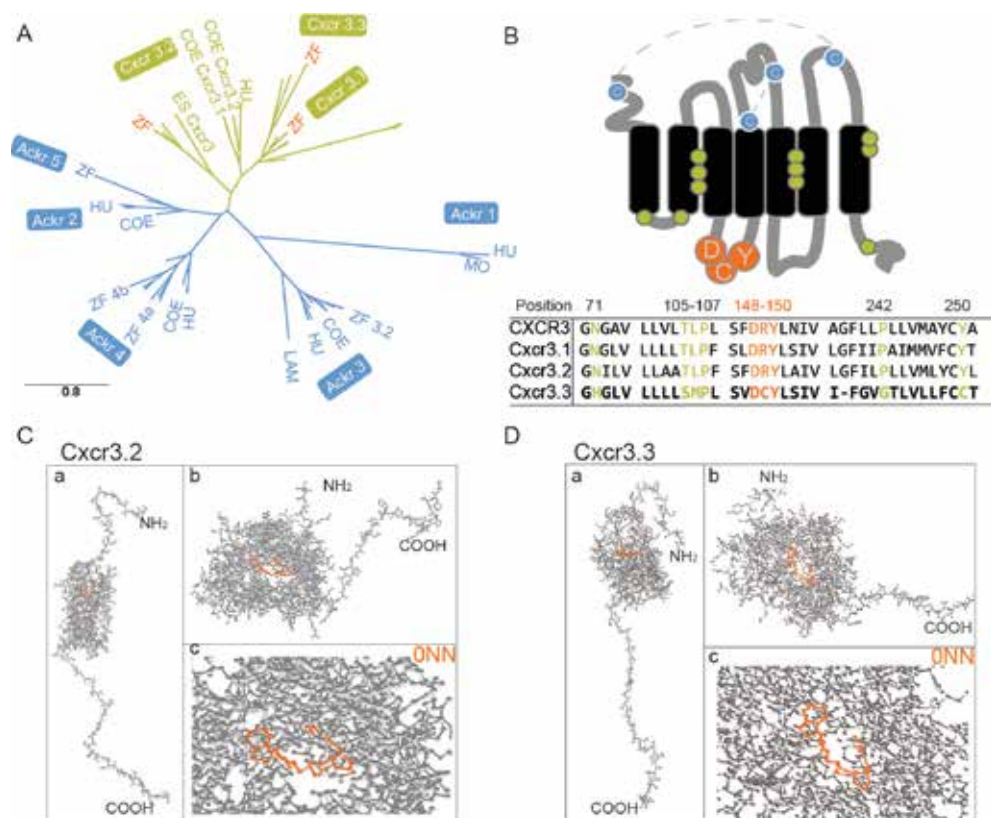 A
Cxcr 3.2
COE Cxcr3.1
COE Cxcr3.2
HU
Cxcr 3.3
ZF
Cxcr 3.1
ZF
ES Cxcr3
ZF
Ackr 5
ZF
Ackr 2
HU
COE
Ackr 1
HU
MO
ZF 4b
ZF 4a
COE
HU
Ackr 4
LAM
HU
COE
ZF 3.2
Ackr 3
0.8
B
C
C
C
C
D
C
Y
Position 71 105-107 148-150 242 250
CXCR3 GNGAVL LLVLTLPL SFDRYLNIV AGFLLPLLVMAYCYA
Cxcr3.1 GNGLVL LLLLTLPF SLDRYLSIV LGFIIPAIMMVFCYT
Cxcr3.2 GNILVL LLAATLPF SFDRYLAIV LGFILPLLVMLYCYL
Cxcr3.3 GHGLVL LLLLSMPL SVDCYLSIV I-FGVGTLVLLFCCT
C
Cxcr3.2
a
NH₂
COOH
b
NH₂
COOH
c
0NN
D
Cxcr3.3
a
NH₂
COOH
b
NH₂
COOH
c
0NN